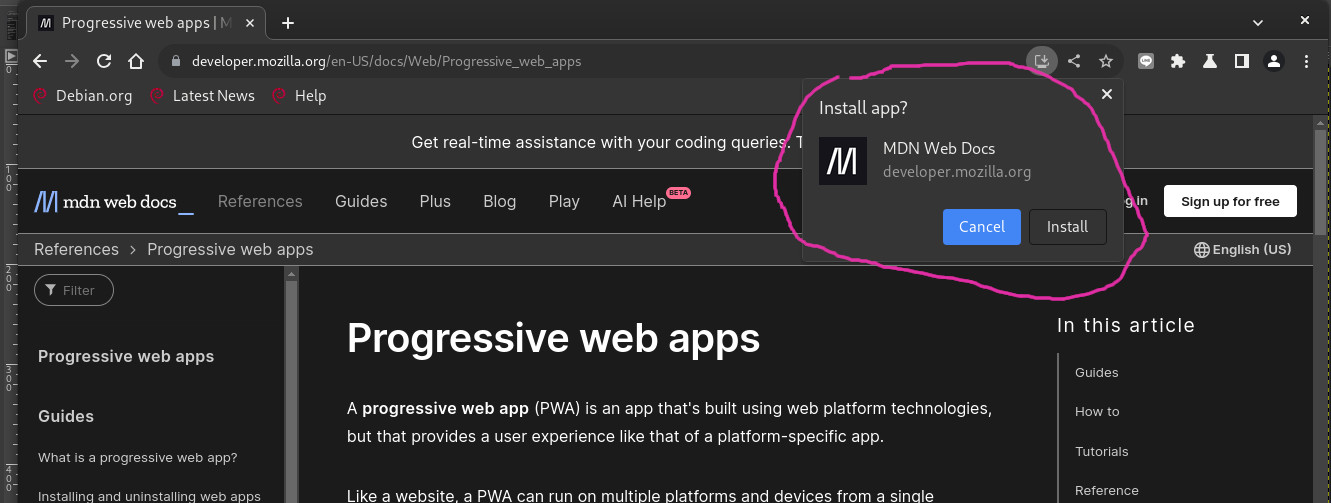 Progressive web apps | M
developer.mozilla.org/en-US/docs/Web/Progressive_web_apps
Debian.org Latest News Help
Install app?
MDN Web Docs
developer.mozilla.org
Cancel Install
Get real-time assistance with your coding queries. T
mdn web docs_ References Guides Plus Blog Play AI Help BETA
in Sign up for free
References > Progressive web apps
English (US)
Filter
Progressive web apps
Guides
What is a progressive web app?
Installing and uninstalling web apps
Progressive web apps
A progressive web app (PWA) is an app that's built using web platform technologies,
but that provides a user experience like that of a platform-specific app.
Like a website, a PWA can run on multiple platforms and devices from a single
In this article
Guides
How to
Tutorials
Reference
0
100
200
300
400